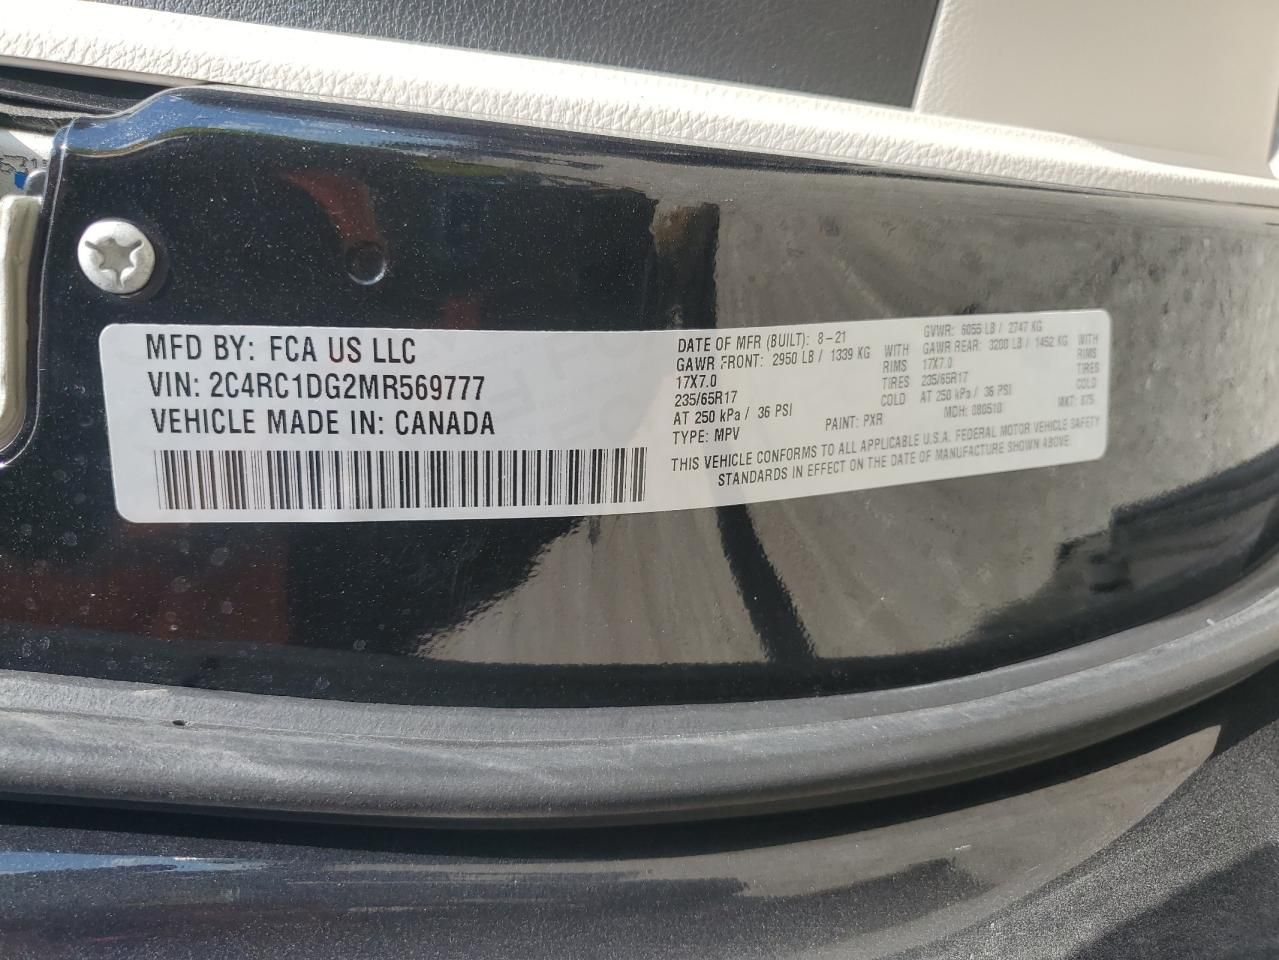 MFD BY: FCA US LLC
VIN: 2C4RC1DG2MR569777
VEHICLE MADE IN: CANADA
DATE OF MFR (BUILT): 8-21
GAWR FRONT: 2950 LB / 1339 KG WITH
17X7.0 RIMS
235/65R17 TIRES
AT 250 kPa / 36 PSI COLD
TYPE: MPV PAINT: PXR
GVWR: 6055 LB / 2747 KG
GAWR REAR: 3200 LB / 1452 KG WITH
17X7.0 RIMS
235/65R17 TIRES
AT 250 kPa / 36 PSI COLD
MDH: 080510 MKT: 875
THIS VEHICLE CONFORMS TO ALL APPLICABLE U.S.A. FEDERAL MOTOR VEHICLE SAFETY
STANDARDS IN EFFECT ON THE DATE OF MANUFACTURE SHOWN ABOVE.